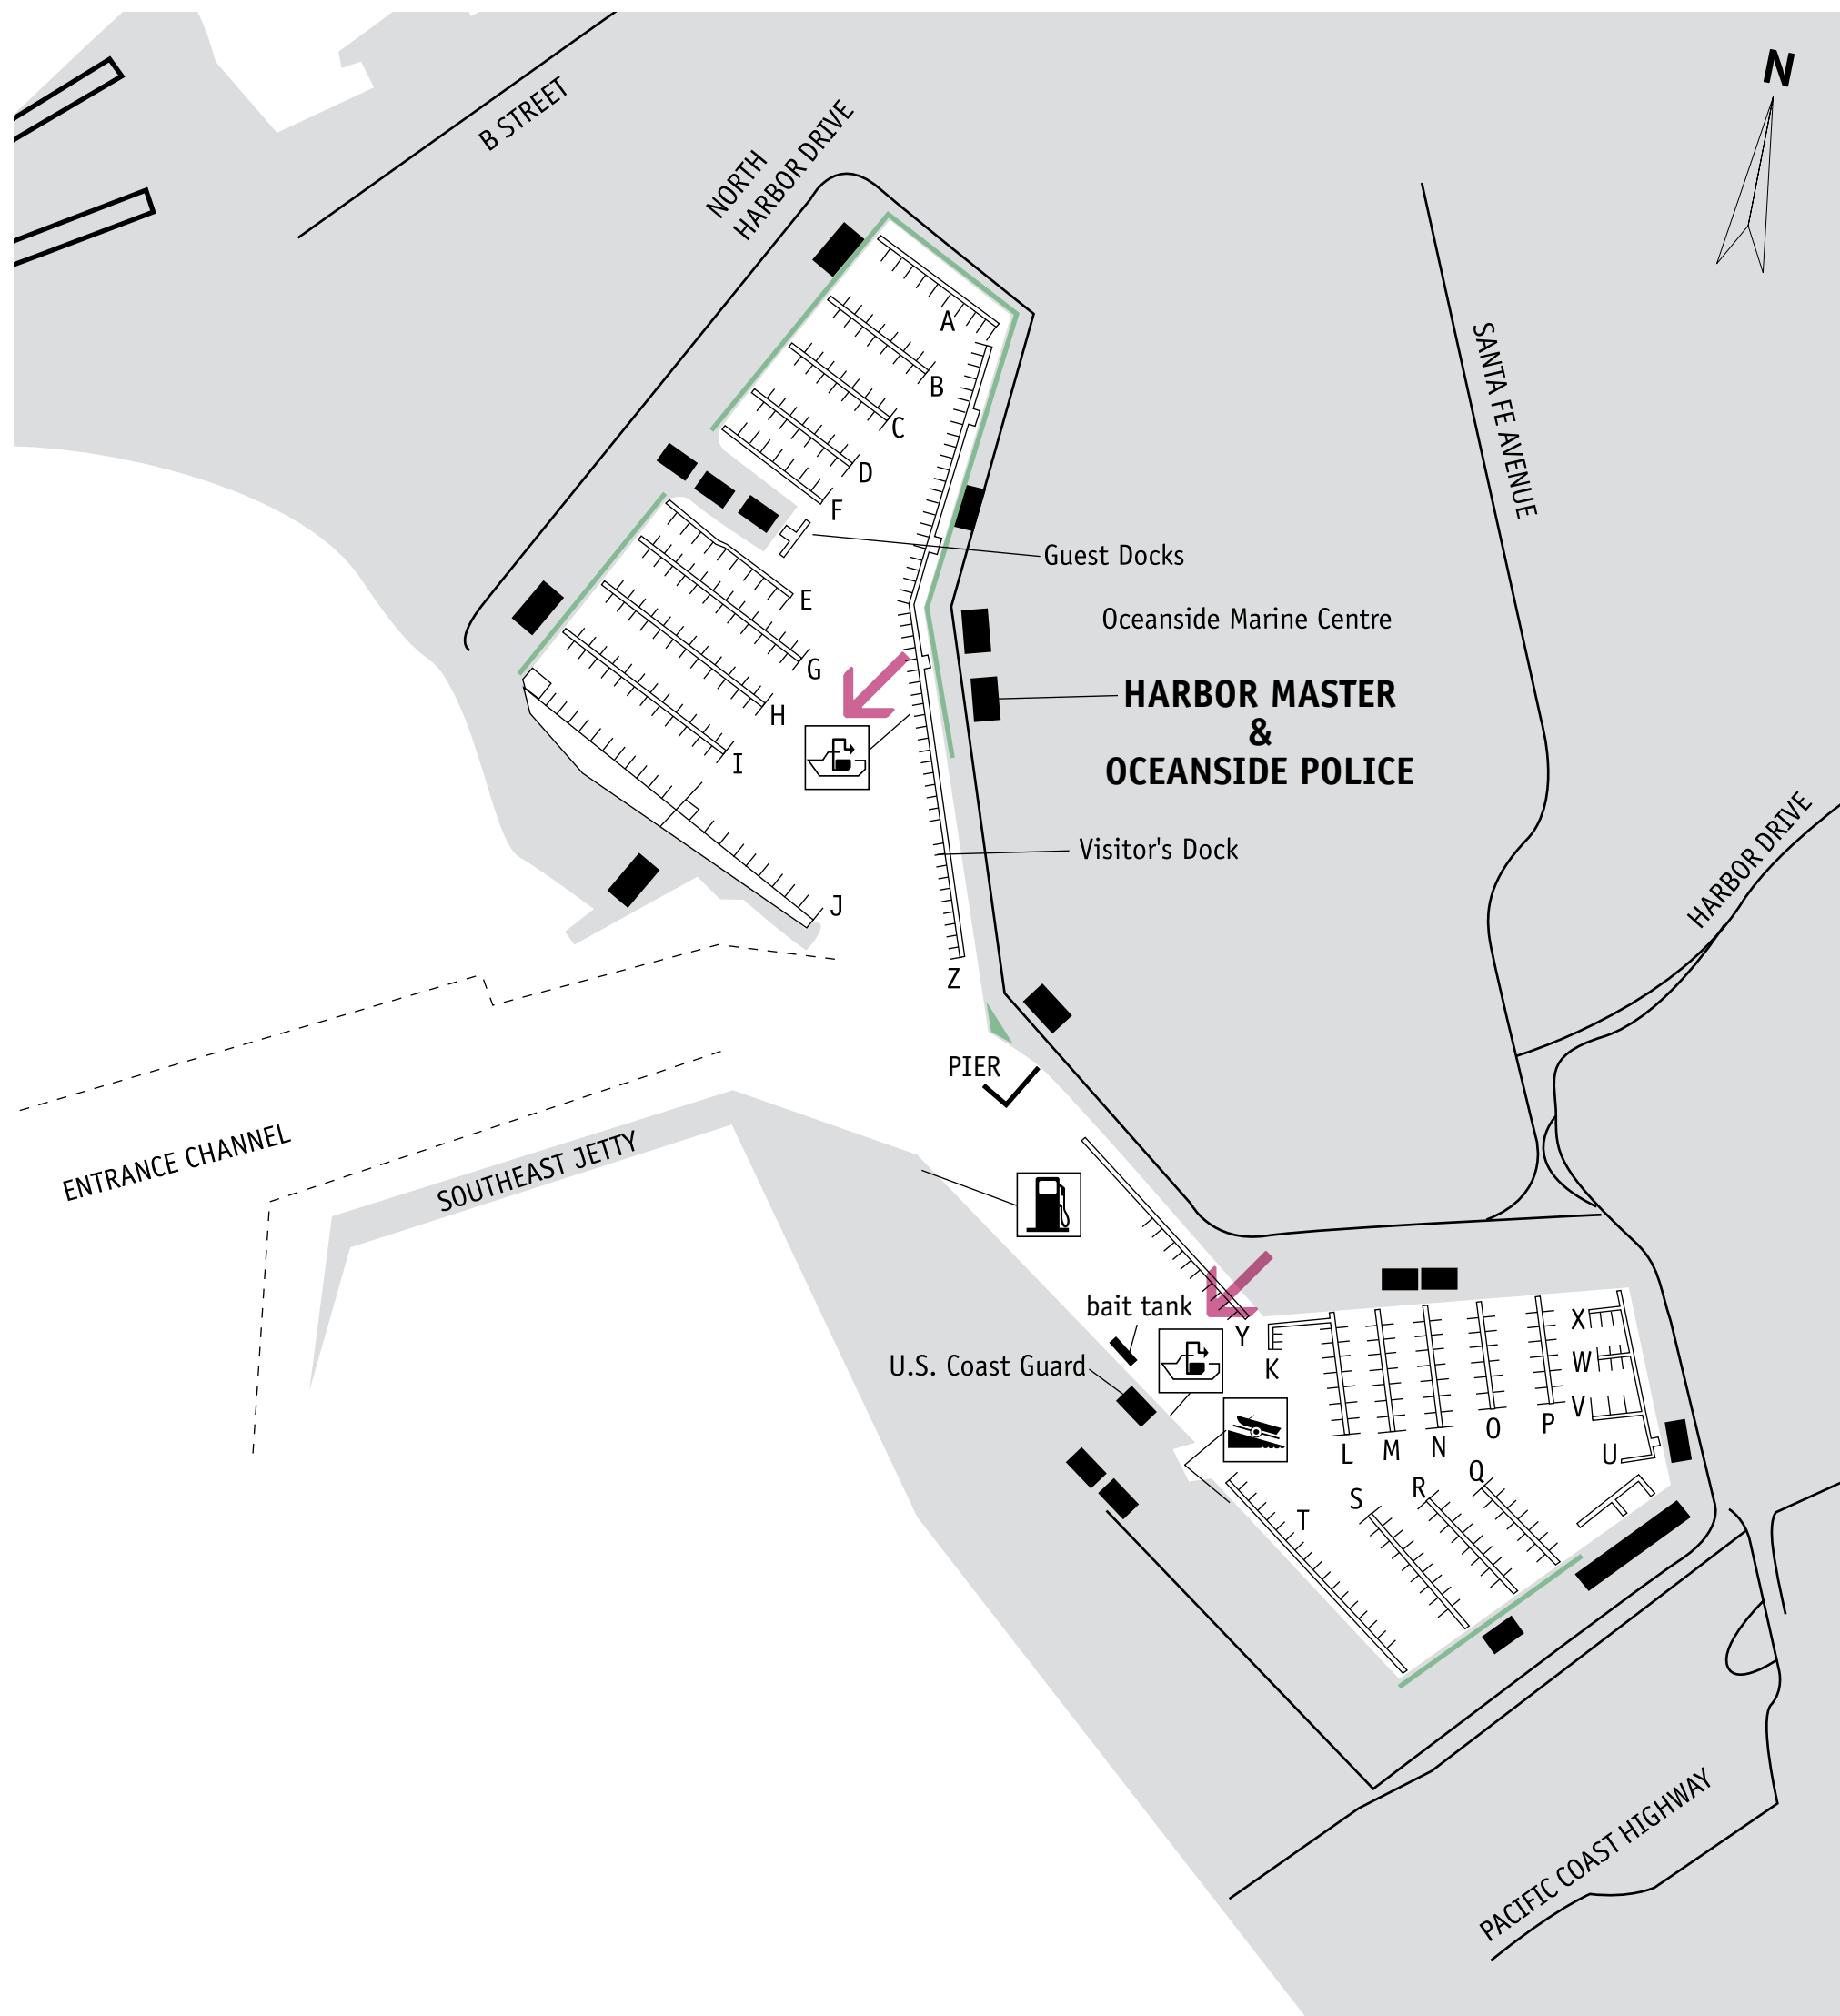 N
B STREET
NORTH
HARBOR DRIVE
SANTA FE AVENUE
A
B
C
D
F
Guest Docks
E
Oceanside Marine Centre
G
HARBOR MASTER
&
OCEANSIDE POLICE
H
I
Visitor's Dock
HARBOR DRIVE
J
Z
PIER
ENTRANCE CHANNEL
SOUTHEAST JETTY
bait tank
Y
U.S. Coast Guard
K
X
W
V
U
L
M
N
O
P
Q
R
S
T
PACIFIC COAST HIGHWAY